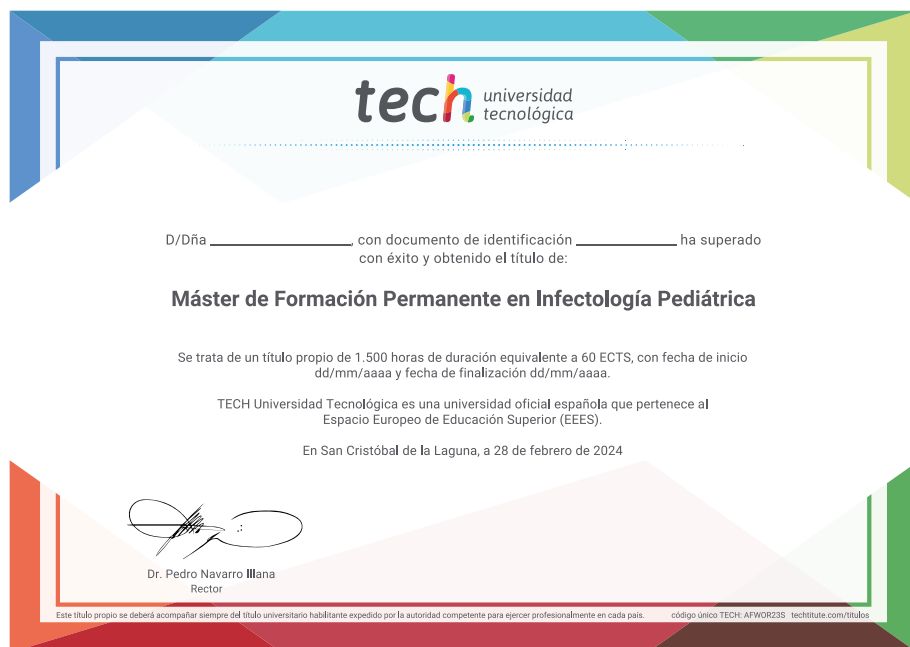 tech universidad
tecnológica
D/Dña ______________, con documento de identificación __________ ha superado
con éxito y obtenido el título de:
Máster de Formación Permanente en Infectología Pediátrica
Se trata de un título propio de 1.500 horas de duración equivalente a 60 ECTS, con fecha de inicio
dd/mm/aaaa y fecha de finalización dd/mm/aaaa.
TECH Universidad Tecnológica es una universidad oficial española que pertenece al
Espacio Europeo de Educación Superior (EEES).
En San Cristóbal de la Laguna, a 28 de febrero de 2024
Dr. Pedro Navarro Illana
Rector
Este título propio se deberá acompañar siempre del título universitario habilitante expedido por la autoridad competente para ejercer profesionalmente en cada país. código único TECH: AFWOR23S techtitute.com/titulos